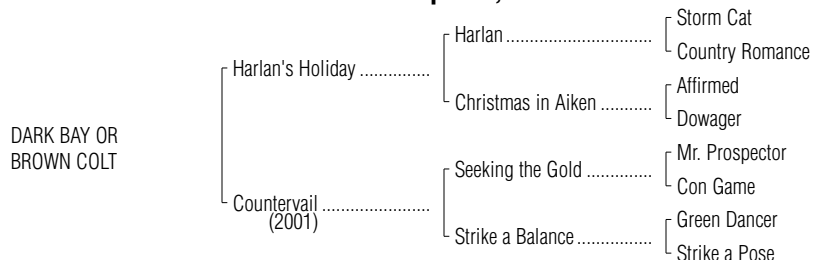 Storm Cat
Harlan
Country Romance
Harlan's Holiday
Affirmed
Christmas in Aiken
Dowager
DARK BAY OR
BROWN COLT
Mr. Prospector
Seeking the Gold
Con Game
Countervail
(2001)
Green Dancer
Strike a Balance
Strike a Pose